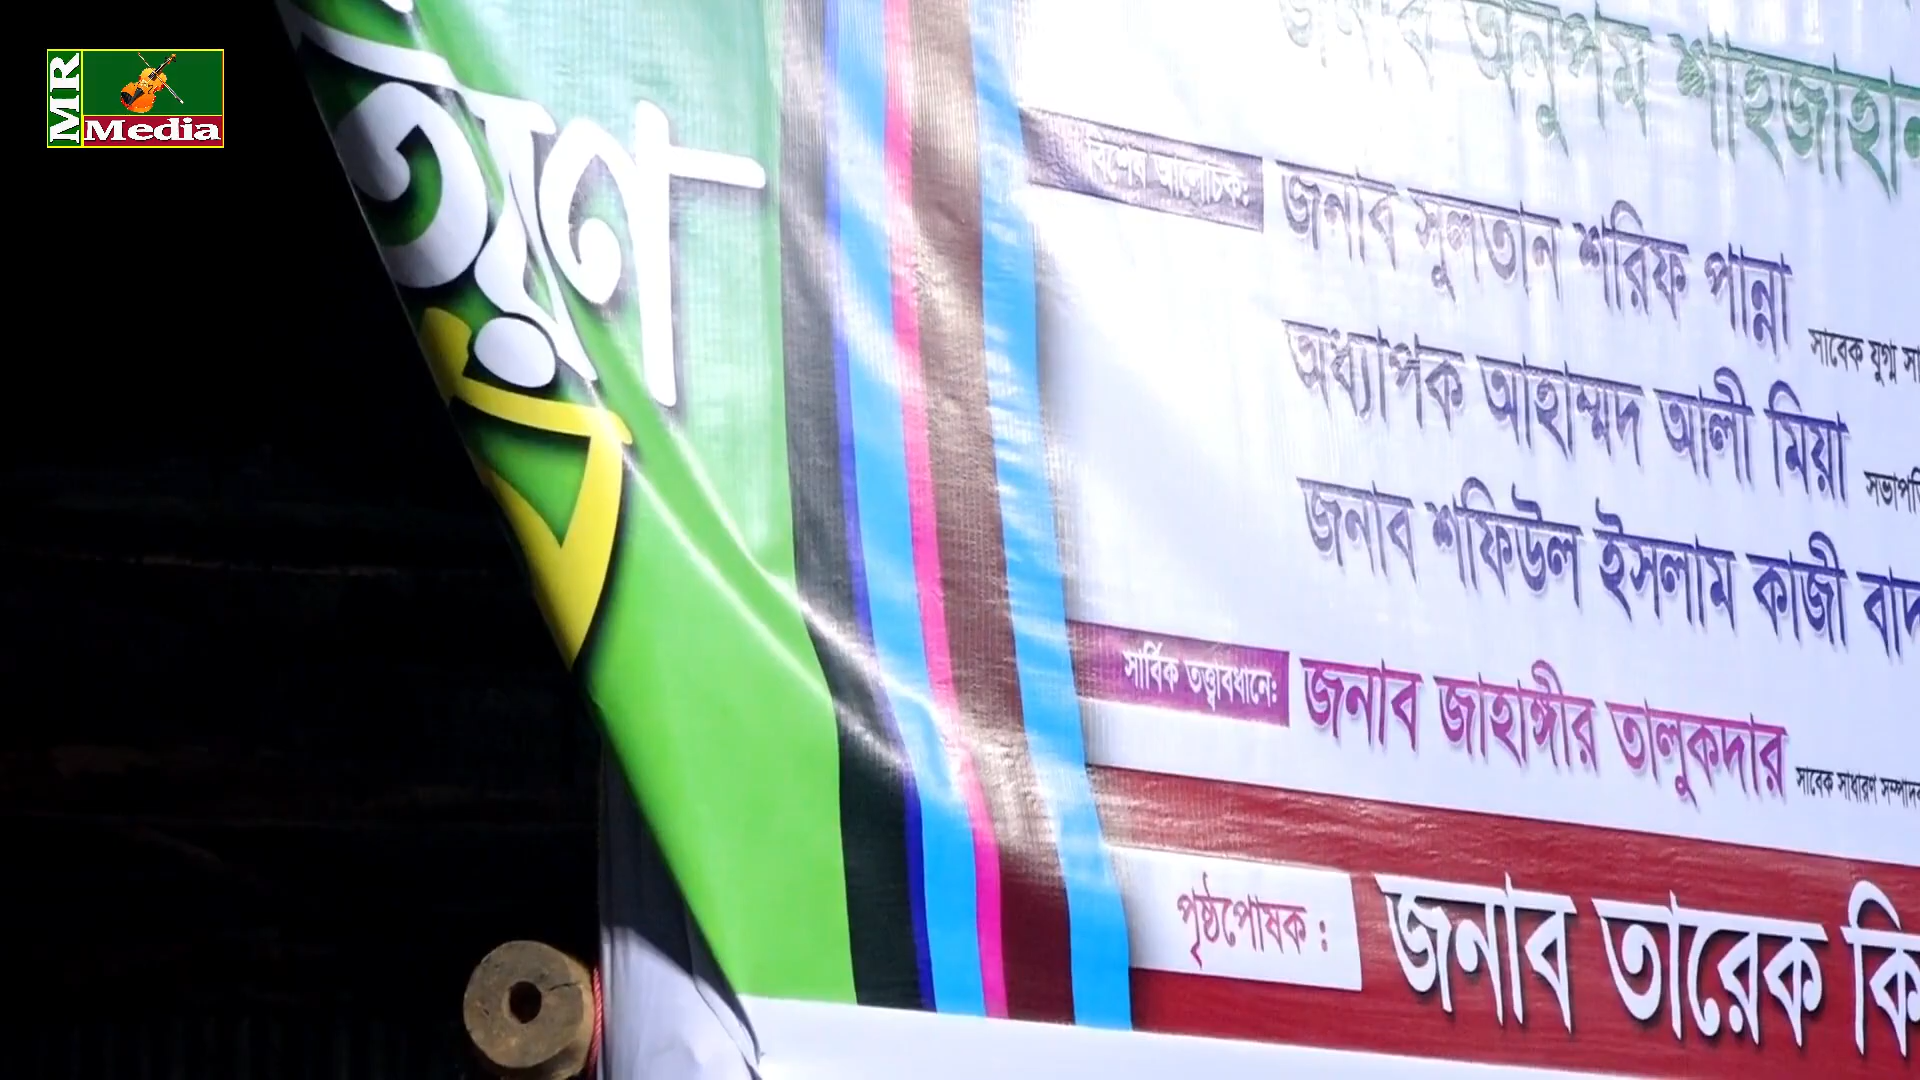 MR
Media
জনাব অনুপম শাহজাহান
বিশেষ আলোচক:
জনাব সুলতান শরিফ পান্না
সাবেক যুগ্ম
অধ্যাপক আহাম্মদ আলী মিয়া
জনাব শফিউল ইসলাম কাজী
সার্বিক তত্ত্বাবধানে:
জনাব জাহাঙ্গীর তালুকদার
সাবেক সাধারণ
পৃষ্ঠপোষক :
জনাব তারেক